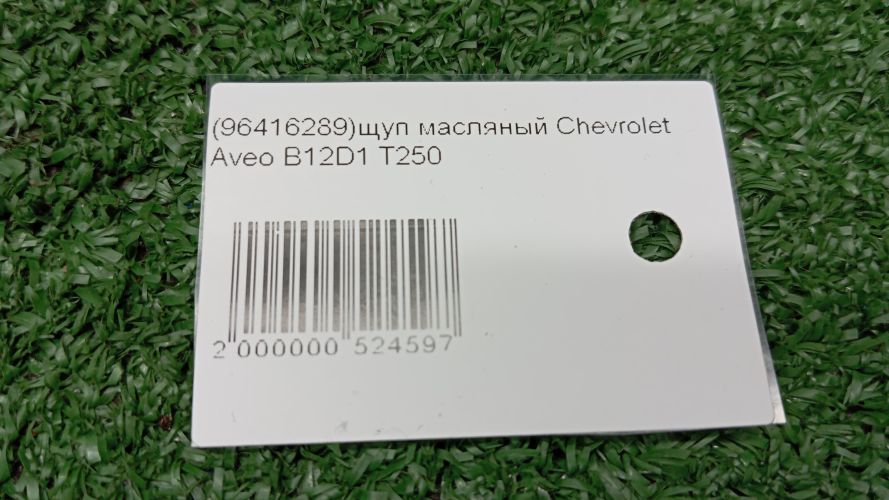 (96416289)щуп масляный Chevrolet
Aveo B12D1 T250
2 000000 524597